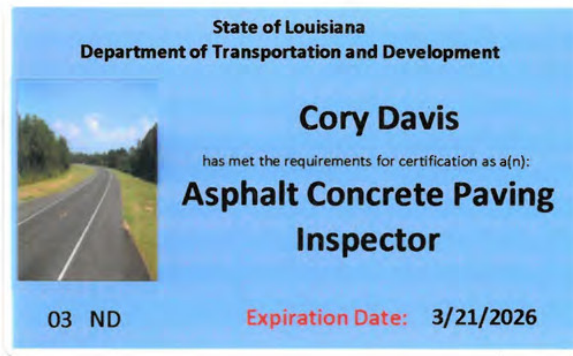 State of Louisiana
Department of Transportation and Development
Cory Davis
has met the requirements for certification as a(n):
Asphalt Concrete Paving
Inspector
03 ND
Expiration Date: 3/21/2026